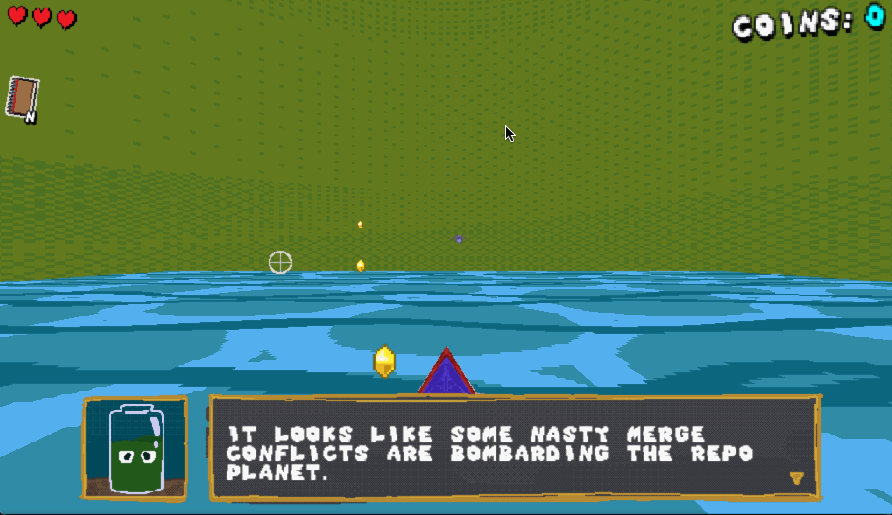 COINS: 0
N
IT LOOKS LIKE SOME NASTY MERGE
CONFLICTS ARE BOMBARDING THE REPO
PLANET.